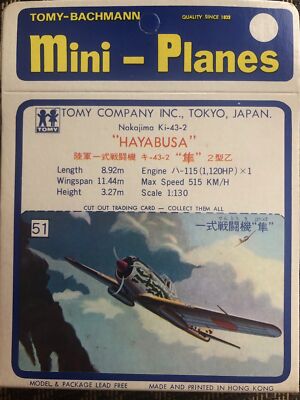 TOMY-BACHMANN
QUALITY SINCE 1833
mini - Planes
TOMY
TOMY COMPANY INC., TOKYO, JAPAN.
Nakajima Ki-43-2
"HAYABUSA"
陸軍一式戦闘機 キ-43-2 "隼" 2型乙
Length 8.92m Engine ハ-115 (1,120HP) × 1
Wingspan 11.44m Max Speed 515 KM/H
Height 3.27m Scale 1:130
CUT OUT TRADING CARD — COLLECT THEM ALL
51
一式戦闘機"隼"
MODEL & PACKAGE LEAD FREE
MADE AND PRINTED IN HONG KONG